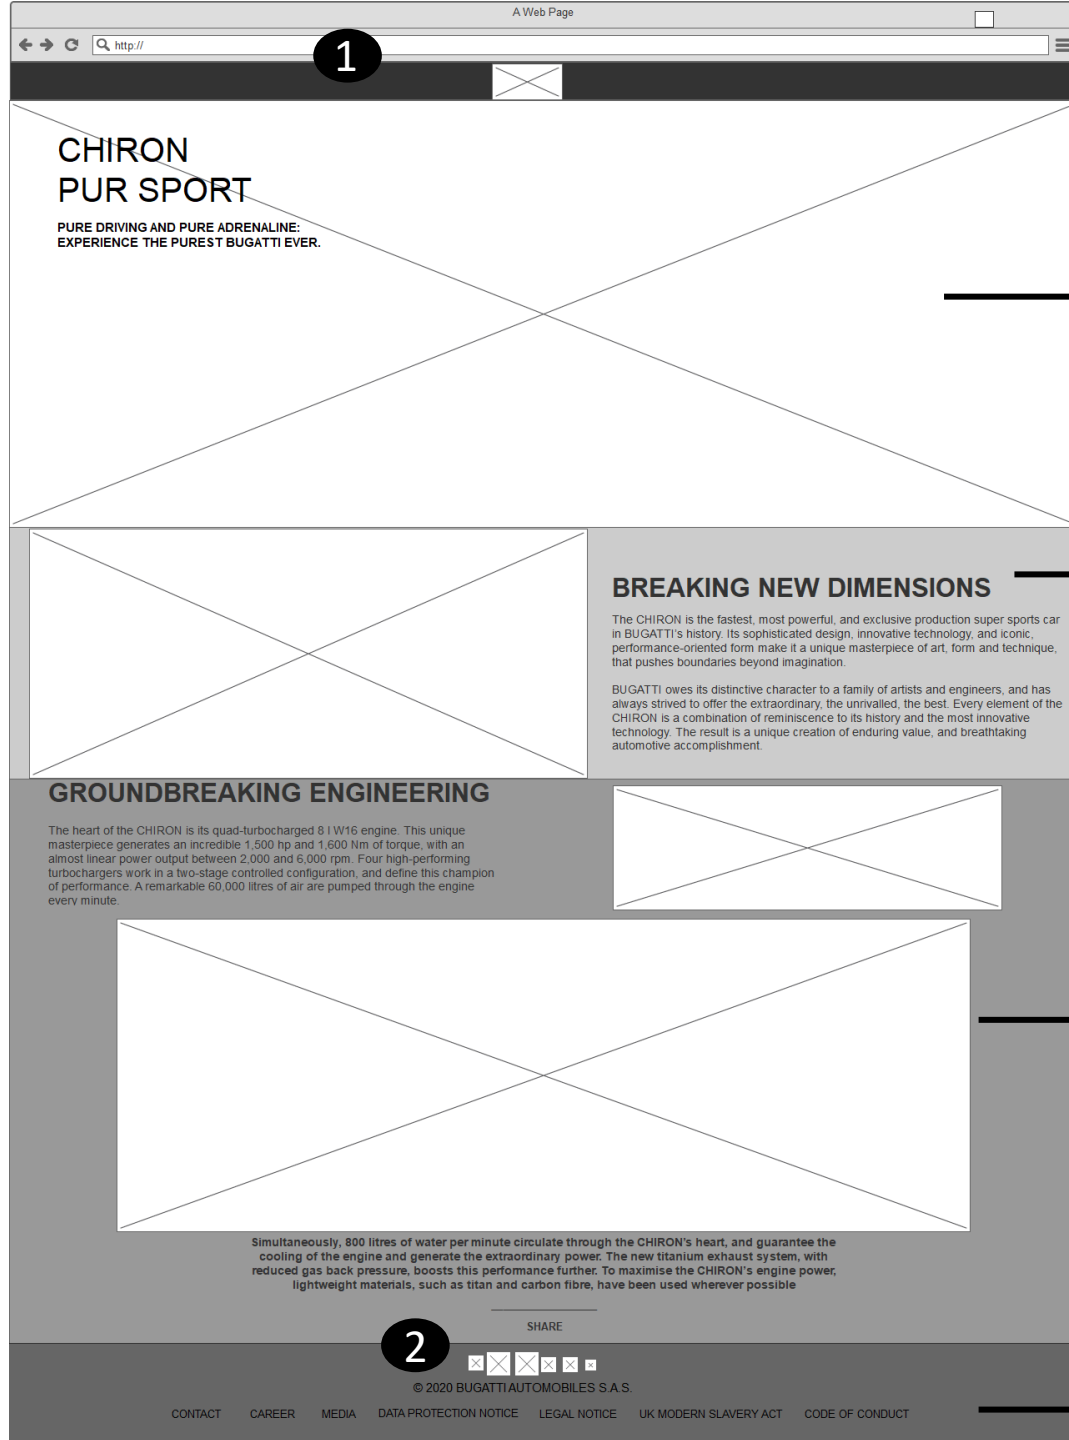 A Web Page
http://
1
CHIRON
PUR SPORT
PURE DRIVING AND PURE ADRENALINE:
EXPERIENCE THE PUREST BUGATTI EVER.
BREAKING NEW DIMENSIONS
The CHIRON is the fastest, most powerful, and exclusive production super sports car
in BUGATTI's history. Its sophisticated design, innovative technology, and iconic,
performance-oriented form make it a unique masterpiece of art, form and technique,
that pushes boundaries beyond imagination.
BUGATTI owes its distinctive character to a family of artists and engineers, and has
always strived to offer the extraordinary, the unrivalled, the best. Every element of the
CHIRON is a combination of reminiscence to its history and the most innovative
technology. The result is a unique creation of enduring value, and breathtaking
automotive accomplishment.
GROUNDBREAKING ENGINEERING
The heart of the CHIRON is its quad-turbocharged 8 l W16 engine. This unique
masterpiece generates an incredible 1,500 hp and 1,600 Nm of torque, with an
almost linear power output between 2,000 and 6,000 rpm. Four high-performing
turbochargers work in a two-stage controlled configuration, and define this champion
of performance. A remarkable 60,000 litres of air are pumped through the engine
every minute.
Simultaneously, 800 litres of water per minute circulate through the CHIRON's heart, and guarantee the
cooling of the engine and generate the extraordinary power. The new titanium exhaust system, with
reduced gas back pressure, boosts this performance further. To maximise the CHIRON's engine power,
lightweight materials, such as titan and carbon fibre, have been used wherever possible
SHARE
2
© 2020 BUGATTI AUTOMOBILES S.A.S.
CONTACT CAREER MEDIA DATA PROTECTION NOTICE LEGAL NOTICE UK MODERN SLAVERY ACT CODE OF CONDUCT